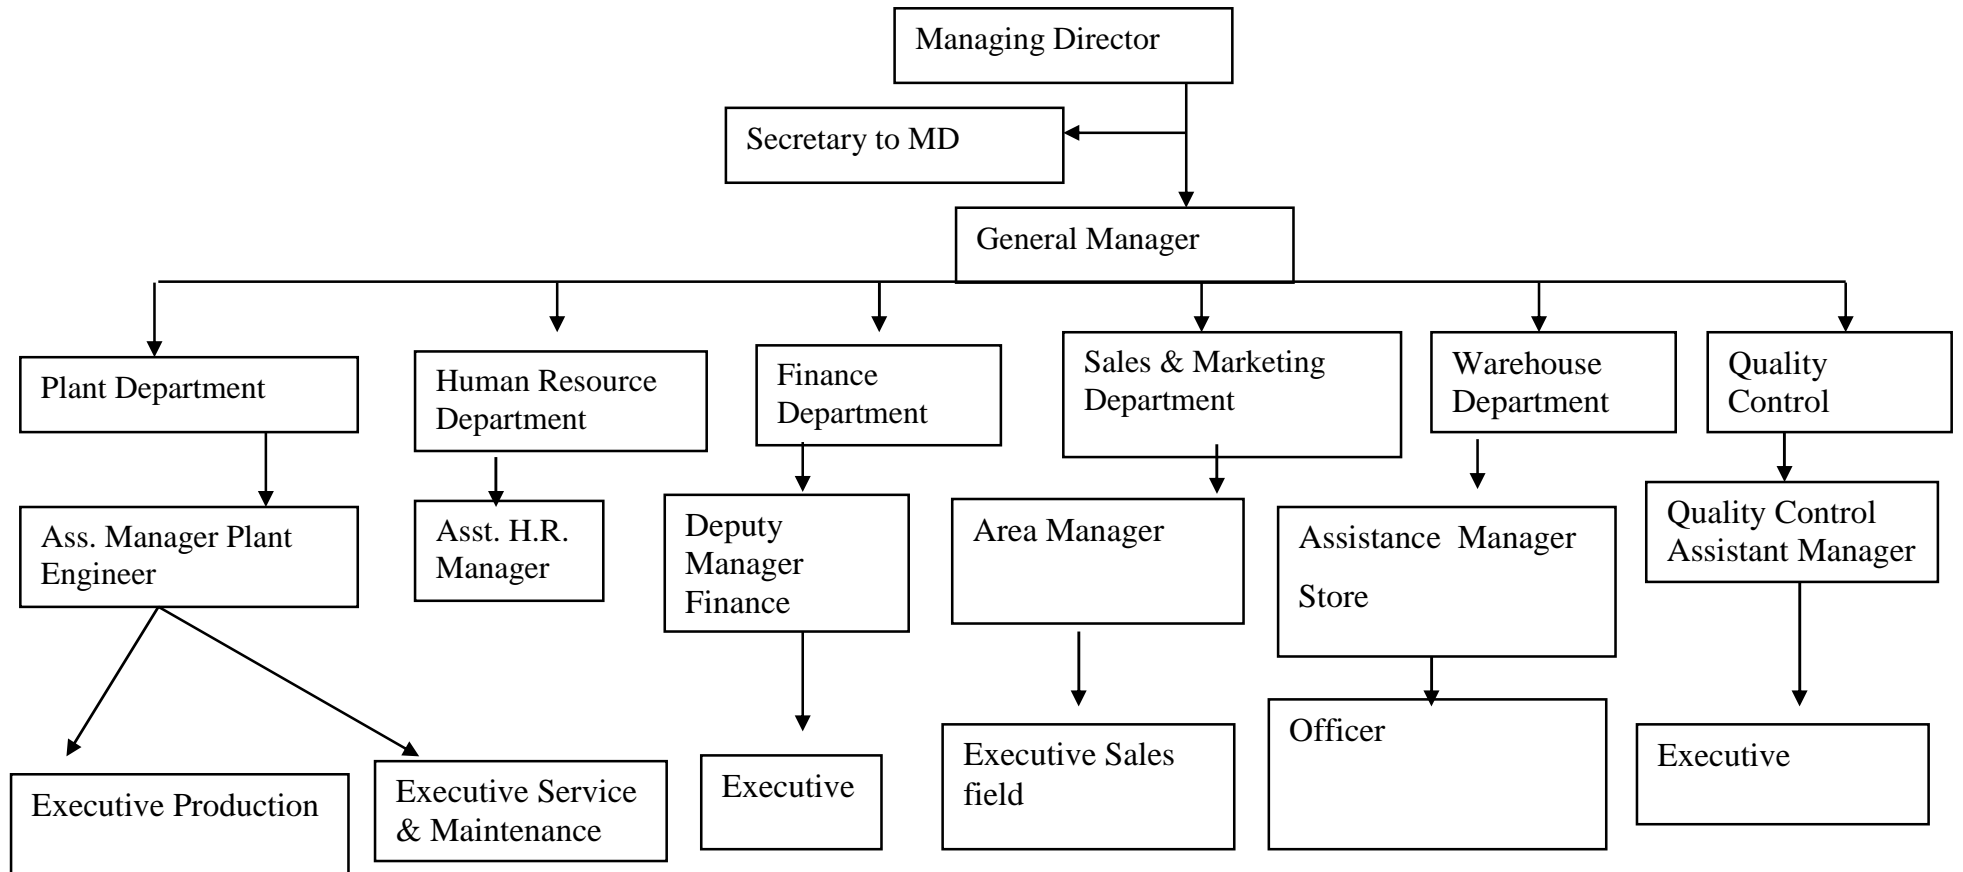 Managing Director
Secretary to MD
General Manager
Plant Department
Human Resource
Department
Finance
Department
Sales & Marketing
Department
Warehouse
Department
Quality
Control
Ass. Manager Plant
Engineer
Asst. H.R.
Manager
Deputy
Manager
Finance
Area Manager
Assistance  Manager
Store
Quality Control
Assistant Manager
Executive Production
Executive Service
& Maintenance
Executive
Executive Sales
field
Officer
Executive